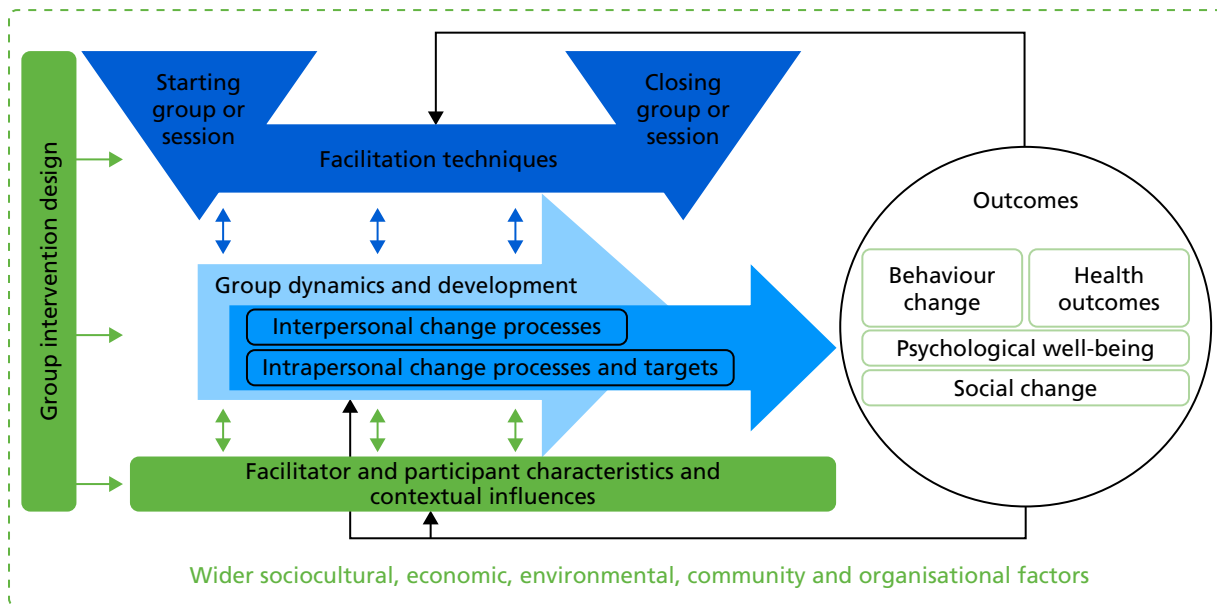 Group intervention design
Starting
group or
session
Closing
group or
session
Facilitation techniques
Group dynamics and development
Interpersonal change processes
Intrapersonal change processes and targets
Facilitator and participant characteristics and
contextual influences
Outcomes
Behaviour
change
Health
outcomes
Psychological well-being
Social change
Wider sociocultural, economic, environmental, community and organisational factors